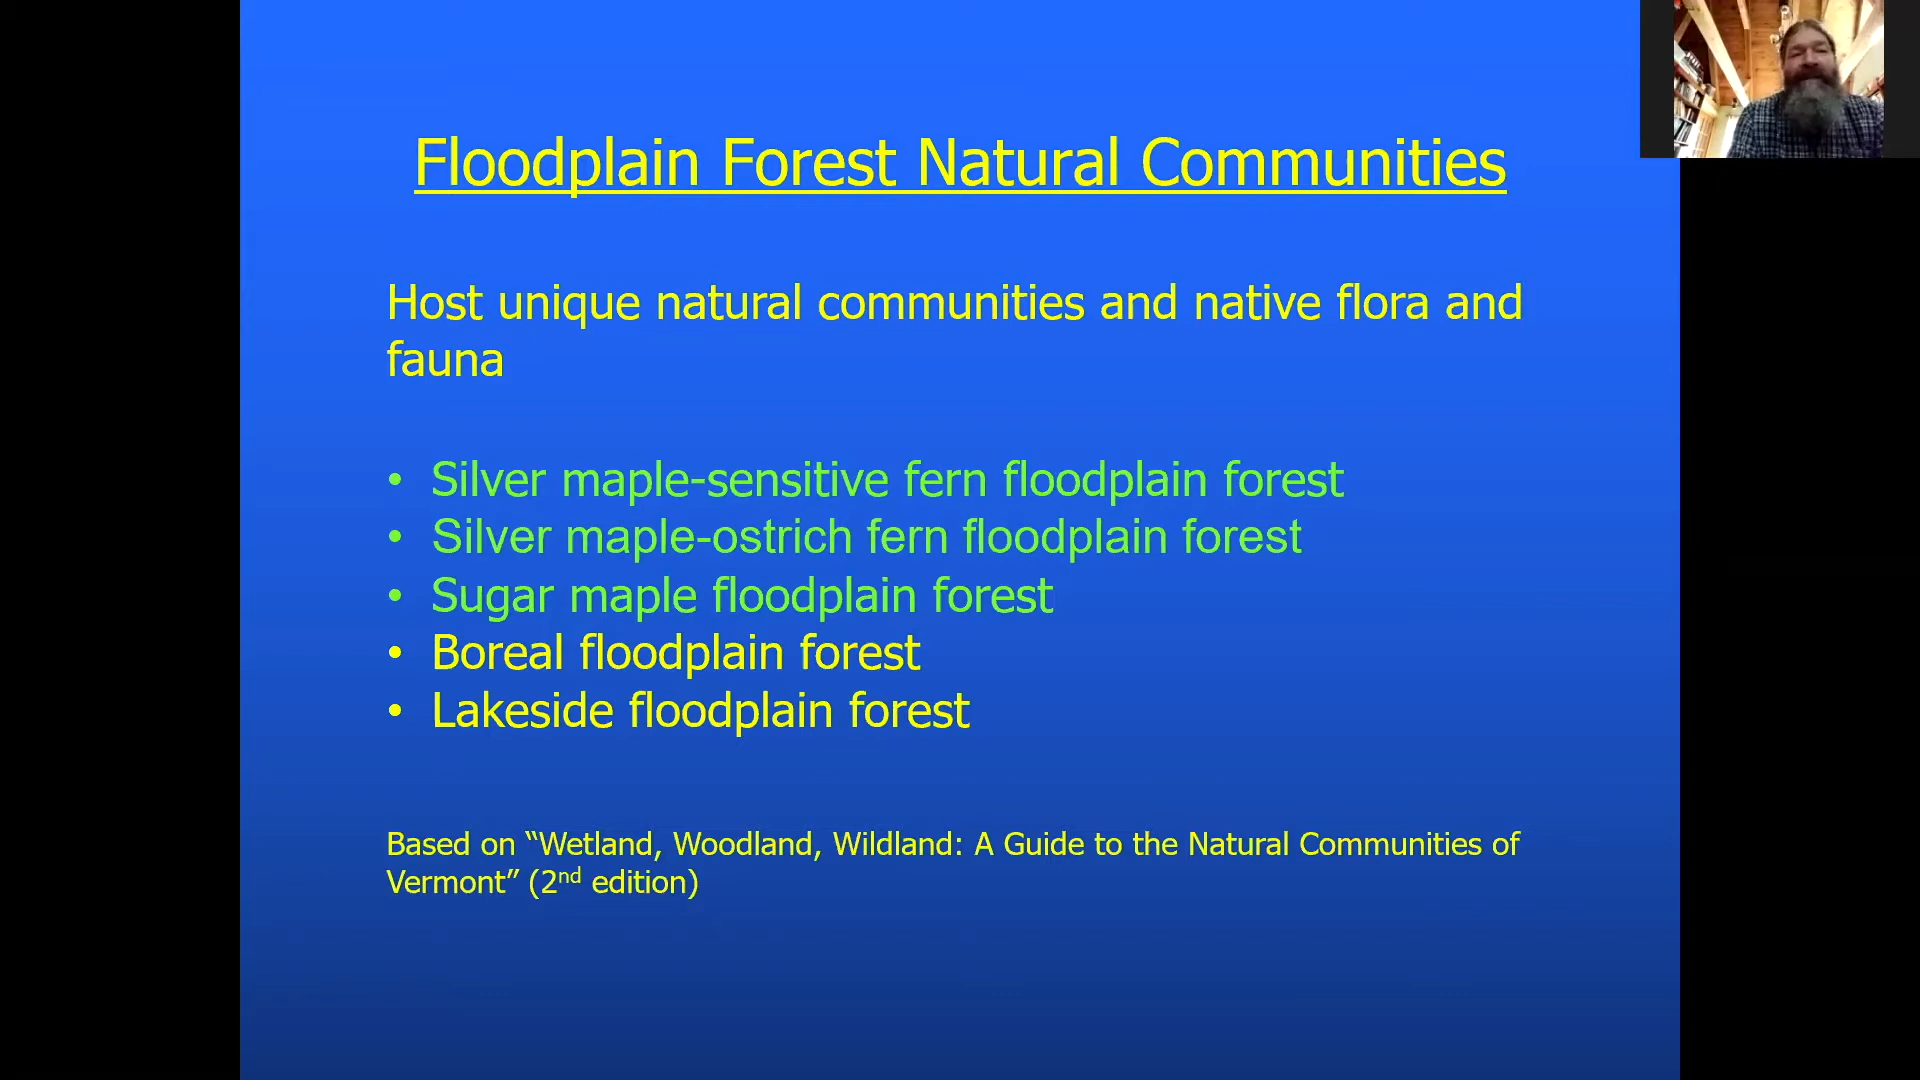 Floodplain Forest Natural Communities
Host unique natural communities and native flora and
fauna
• Silver maple-sensitive fern floodplain forest
• Silver maple-ostrich fern floodplain forest
• Sugar maple floodplain forest
• Boreal floodplain forest
• Lakeside floodplain forest
Based on “Wetland, Woodland, Wildland: A Guide to the Natural Communities of
Vermont” (2nd edition)